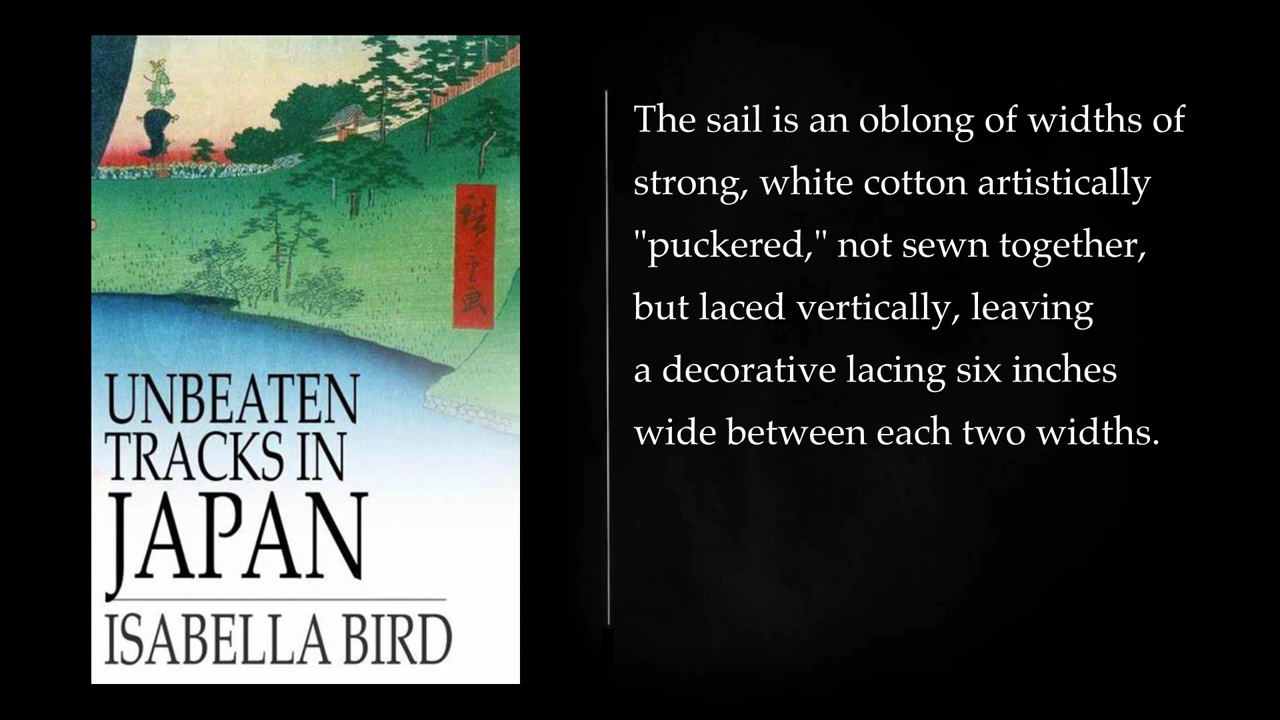 UNBEATEN
TRACKS IN
JAPAN
ISABELLA BIRD
The sail is an oblong of widths of
strong, white cotton artistically
"puckered," not sewn together,
but laced vertically, leaving
a decorative lacing six inches
wide between each two widths.